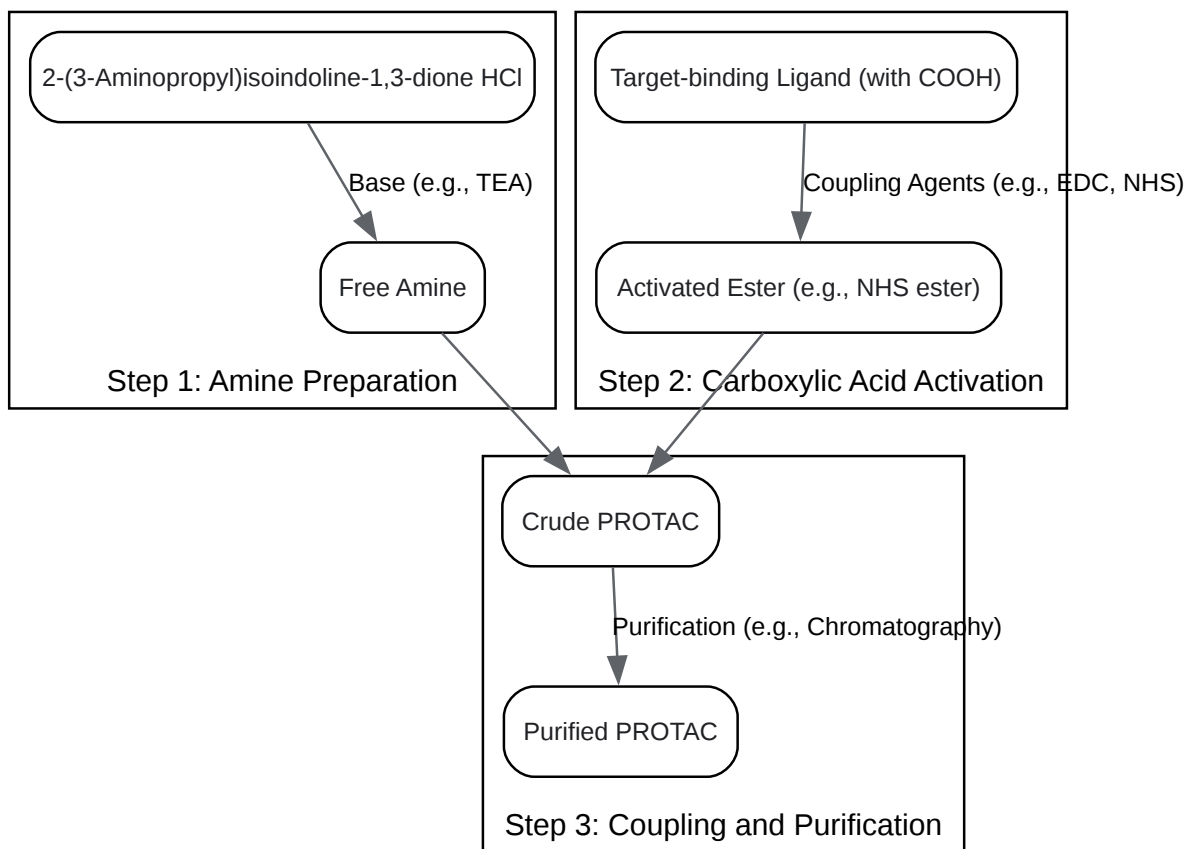 2-(3-Aminopropyl)isoindoline-1,3-dione HCl
Base (e.g., TEA)
Free Amine
Step 1: Amine Preparation
Target-binding Ligand (with COOH)
Coupling Agents (e.g., EDC, NHS)
Activated Ester (e.g., NHS ester)
Step 2: Carboxylic Acid Activation
Crude PROTAC
Purification (e.g., Chromatography)
Purified PROTAC
Step 3: Coupling and Purification